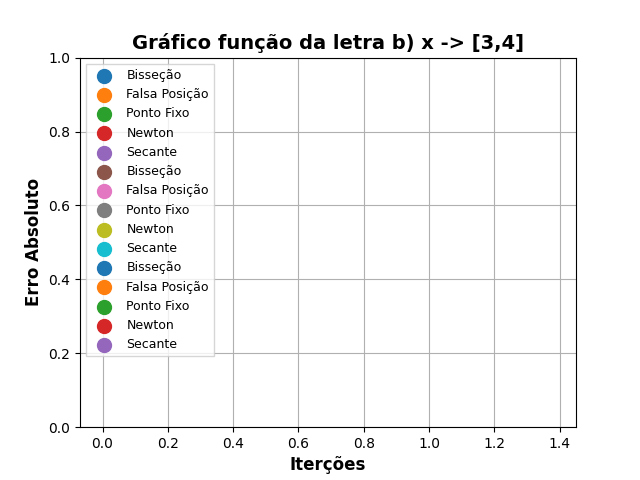 Gráfico função da letra b) x -> [3,4]
Erro Absoluto
1.0
0.8
0.6
0.4
0.2
0.0
Bisseção
Falsa Posição
Ponto Fixo
Newton
Secante
Bisseção
Falsa Posição
Ponto Fixo
Newton
Secante
Bisseção
Falsa Posição
Ponto Fixo
Newton
Secante
0.0 0.2 0.4 0.6 0.8 1.0 1.2 1.4
Iterções